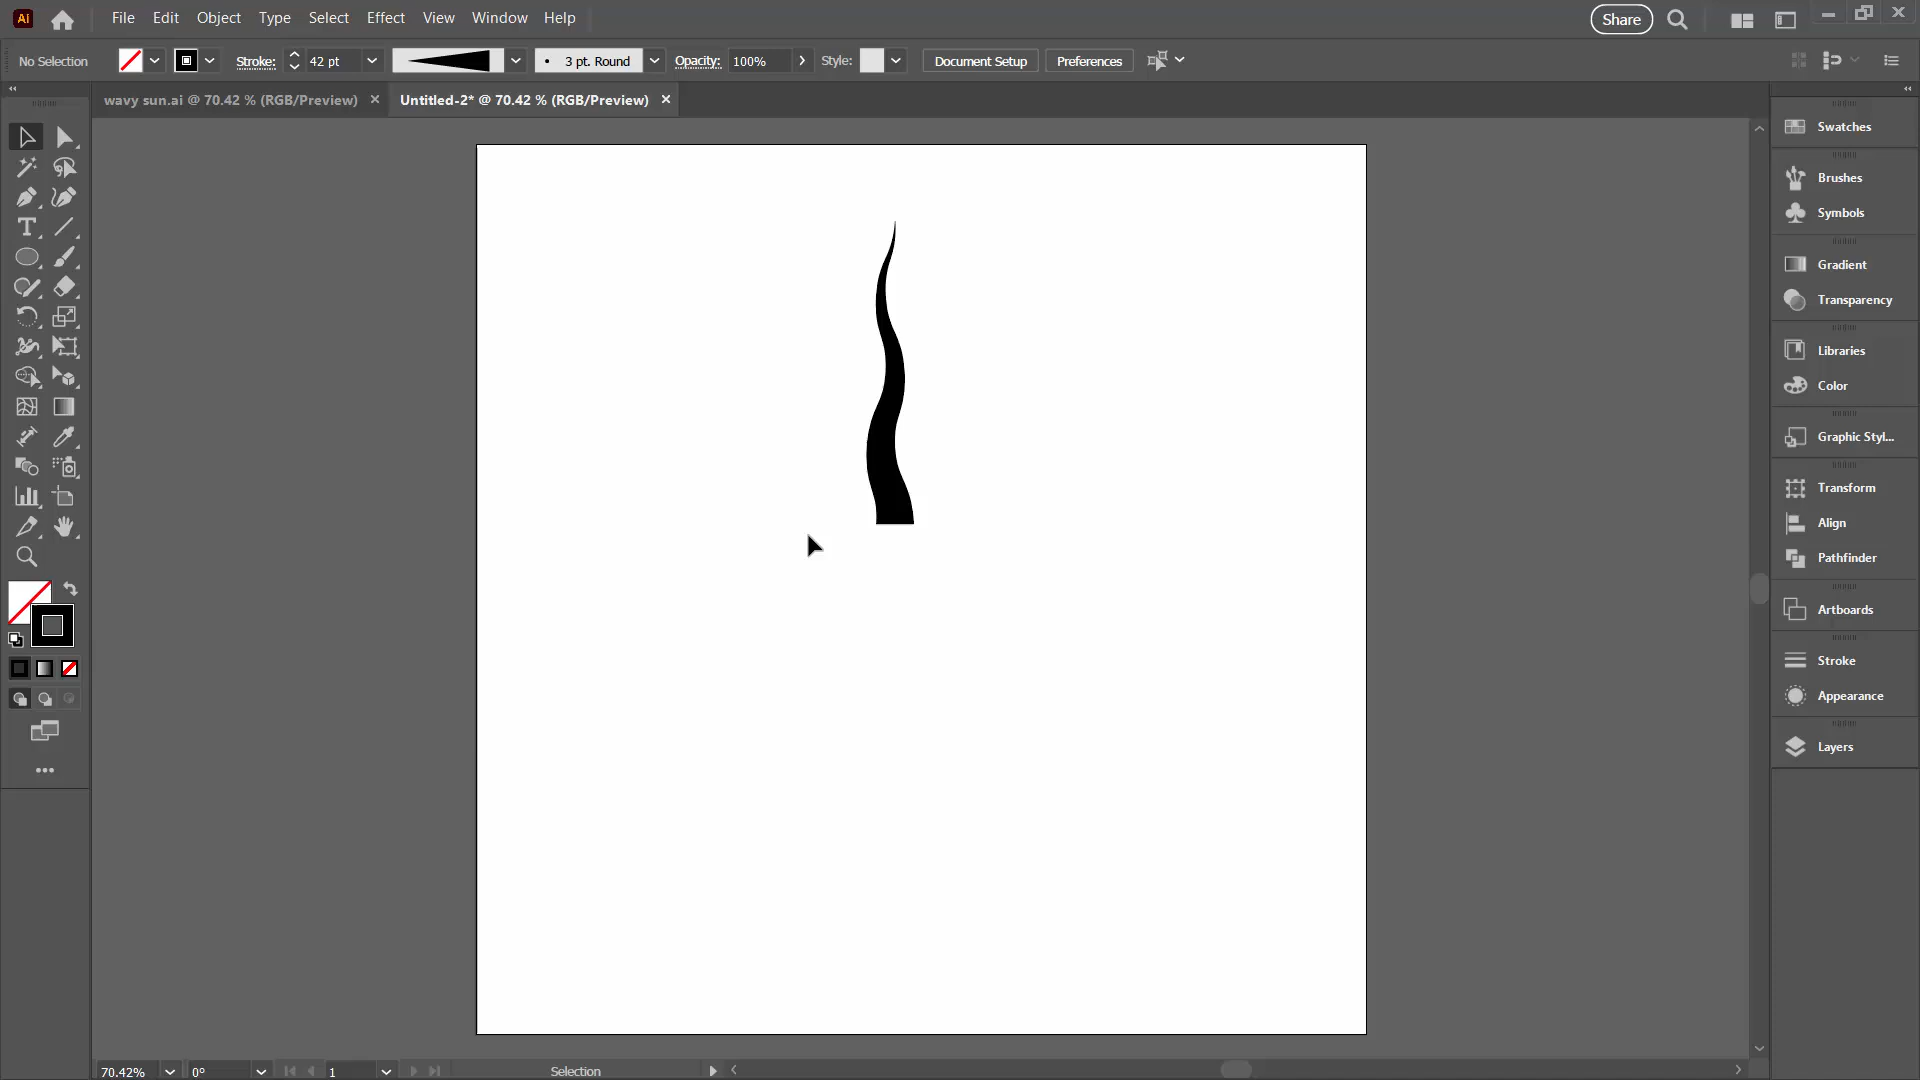 Ai File Edit Object Type Select Effect View Window Help Share
No Selection Stroke: 42 pt 3 pt. Round Opacity: 100% Style: Document Setup Preferences
wavy sun.ai @ 70.42 % (RGB/Preview) × Untitled-2* @ 70.42 % (RGB/Preview) ×
Swatches
Brushes
Symbols
Gradient
Transparency
Libraries
Color
Graphic Styl...
Transform
Align
Pathfinder
Artboards
Stroke
Appearance
Layers
70.42% 0° 1 Selection